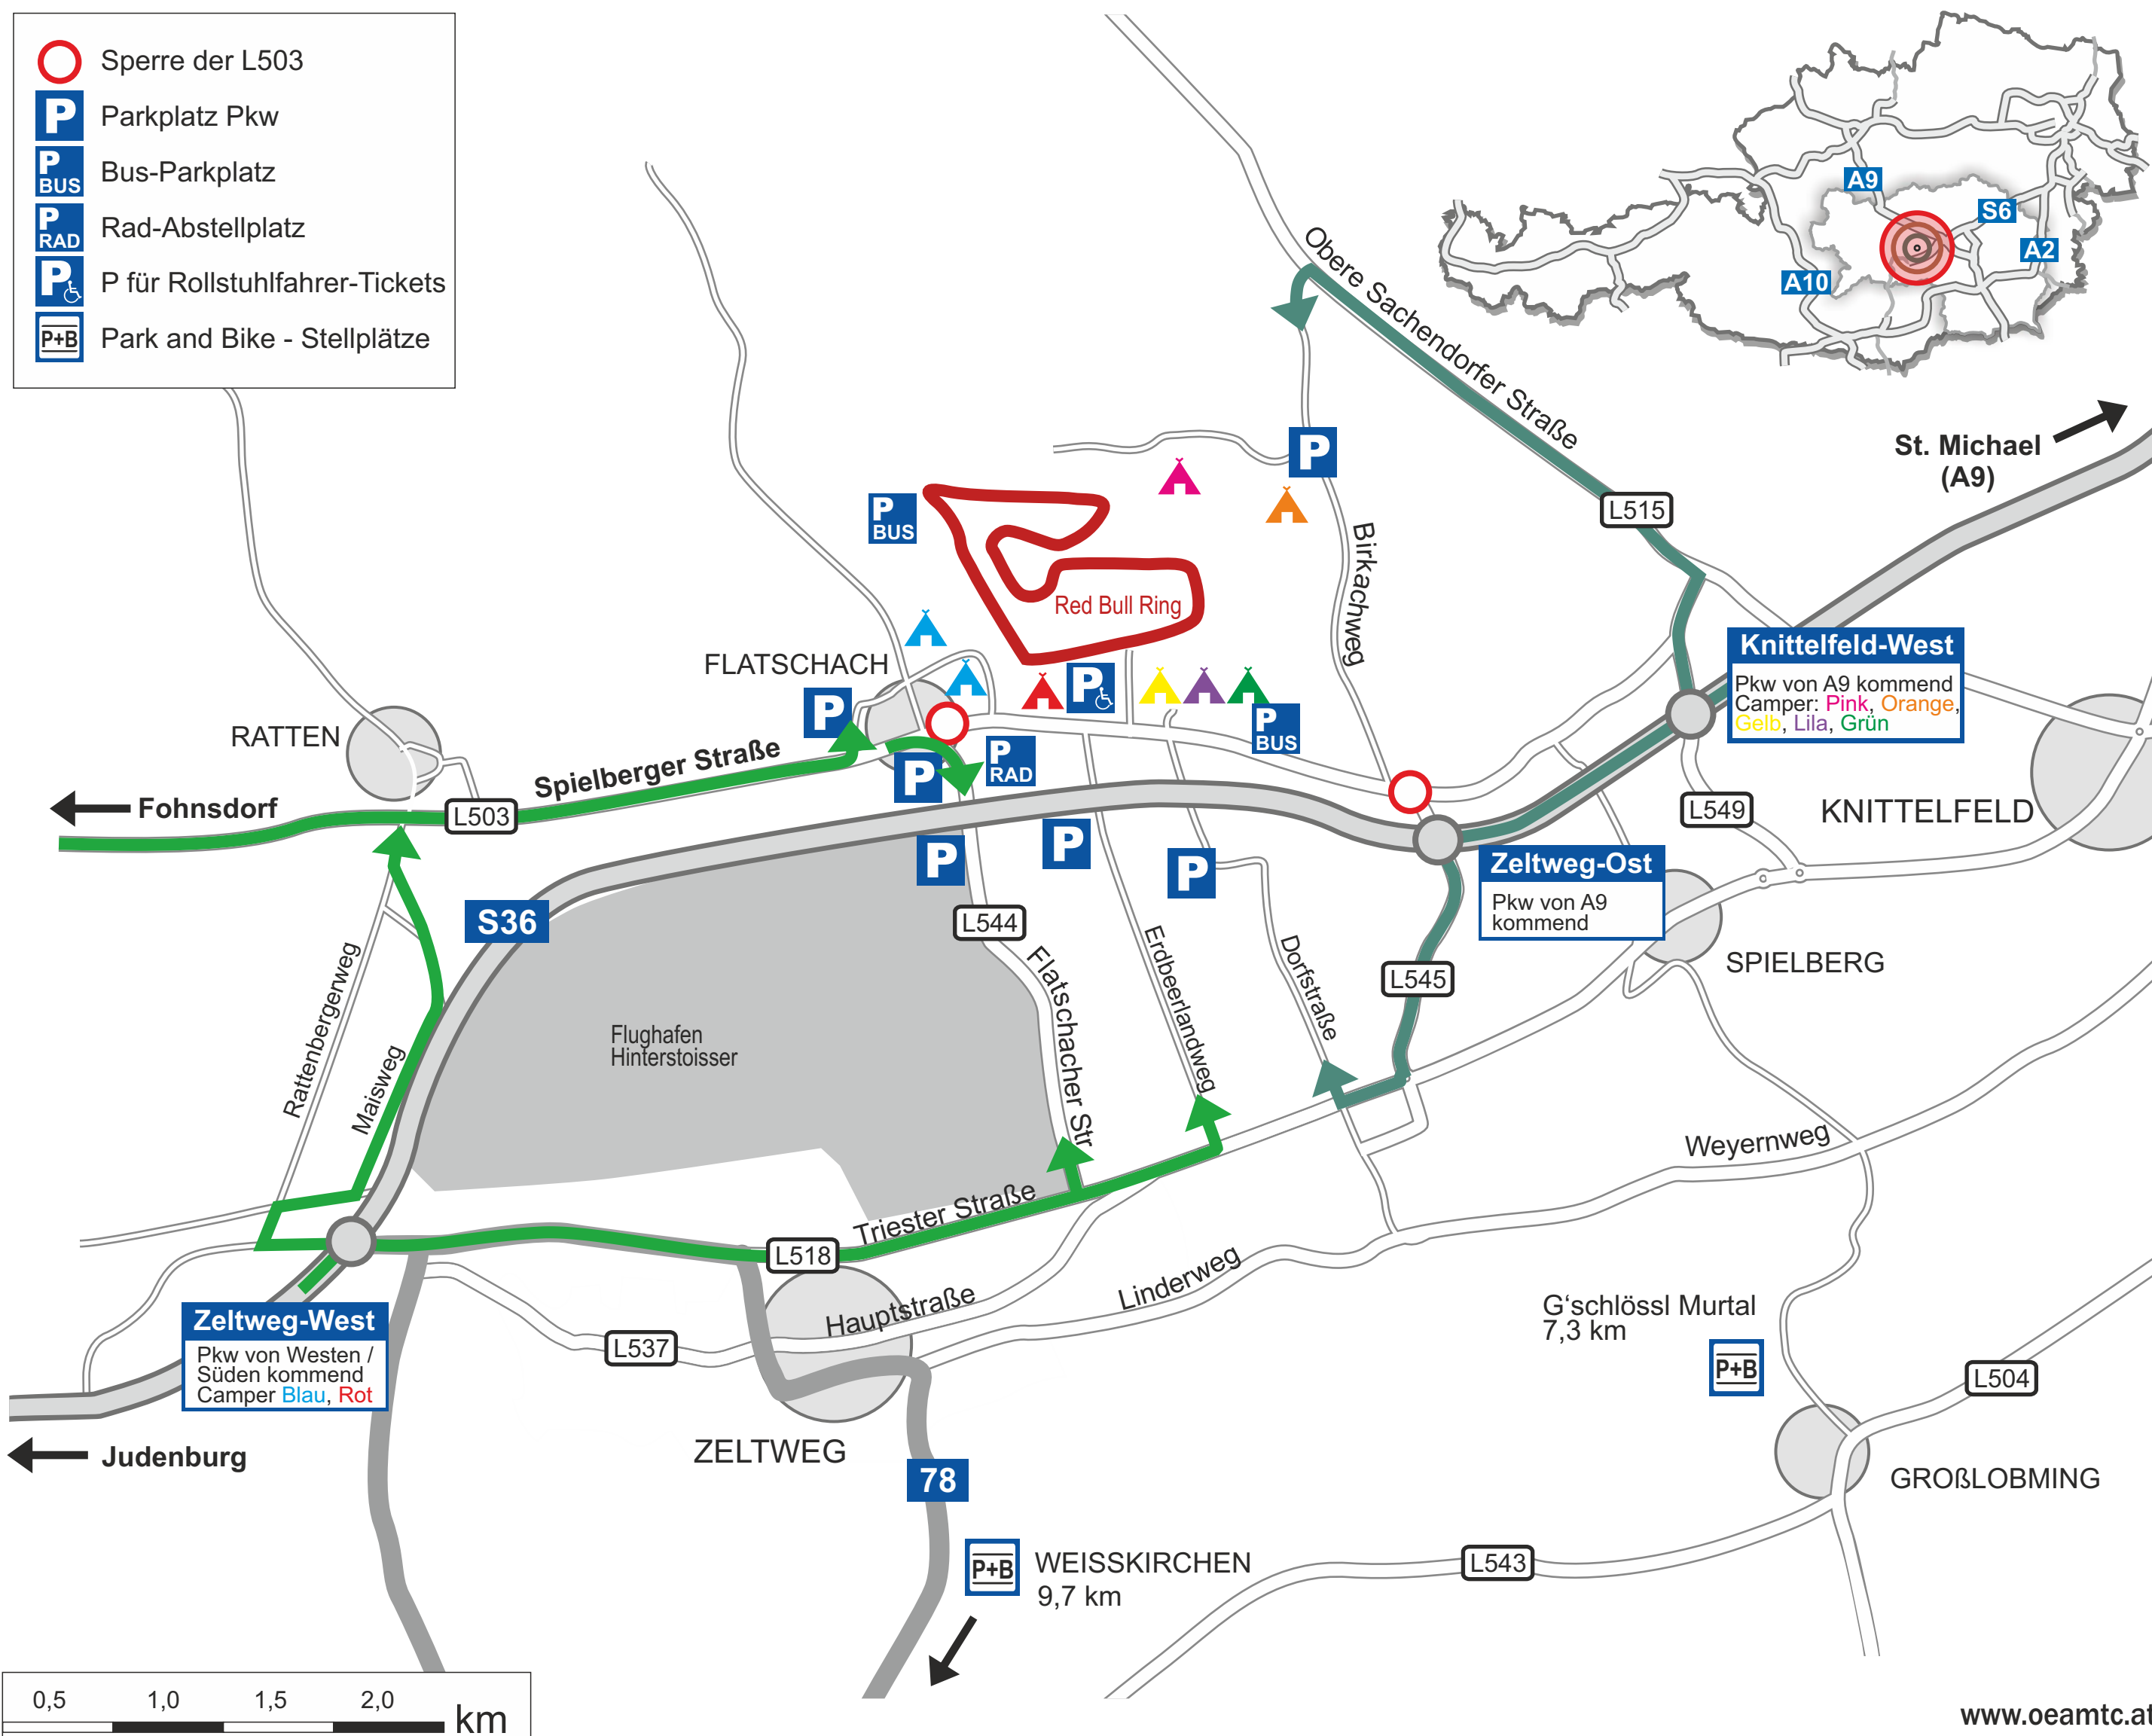 Sperre der L503
P
Parkplatz Pkw
P
BUS
Bus-Parkplatz
P
RAD
Rad-Abstellplatz
P
P für Rollstuhlfahrer-Tickets
P+B
Park and Bike - Stellplätze
A9
S6
A2
A10
Obere Sachendorfer Straße
St. Michael
(A9)
P
L515
P
BUS
Birkachweg
Red Bull Ring
FLATSCHACH
Knittelfeld-West
Pkw von A9 kommend
Camper: Pink, Orange,
Gelb, Lila, Grün
P
P
RATTEN
P
BUS
P
RAD
Spielberger Straße
P
Fohnsdorf
L503
L549
KNITTELFELD
P
P
P
Zeltweg-Ost
Pkw von A9
kommend
S36
L544
SPIELBERG
L545
Rattenbergerweg
Maisweg
Flughafen
Hinterstoisser
Flatschacher Str
Erdbeerlandweg
Dorfstraße
Weyernweg
Triester Straße
L518
Linderweg
Hauptstraße
Zeltweg-West
Pkw von Westen /
Süden kommend
Camper Blau, Rot
L537
G‘schlössl Murtal
7,3 km
P+B
L504
Judenburg
ZELTWEG
78
GROßLOBMING
P+B
WEISSKIRCHEN
9,7 km
L543
0,5 1,0 1,5 2,0
km
www.oeamtc.at